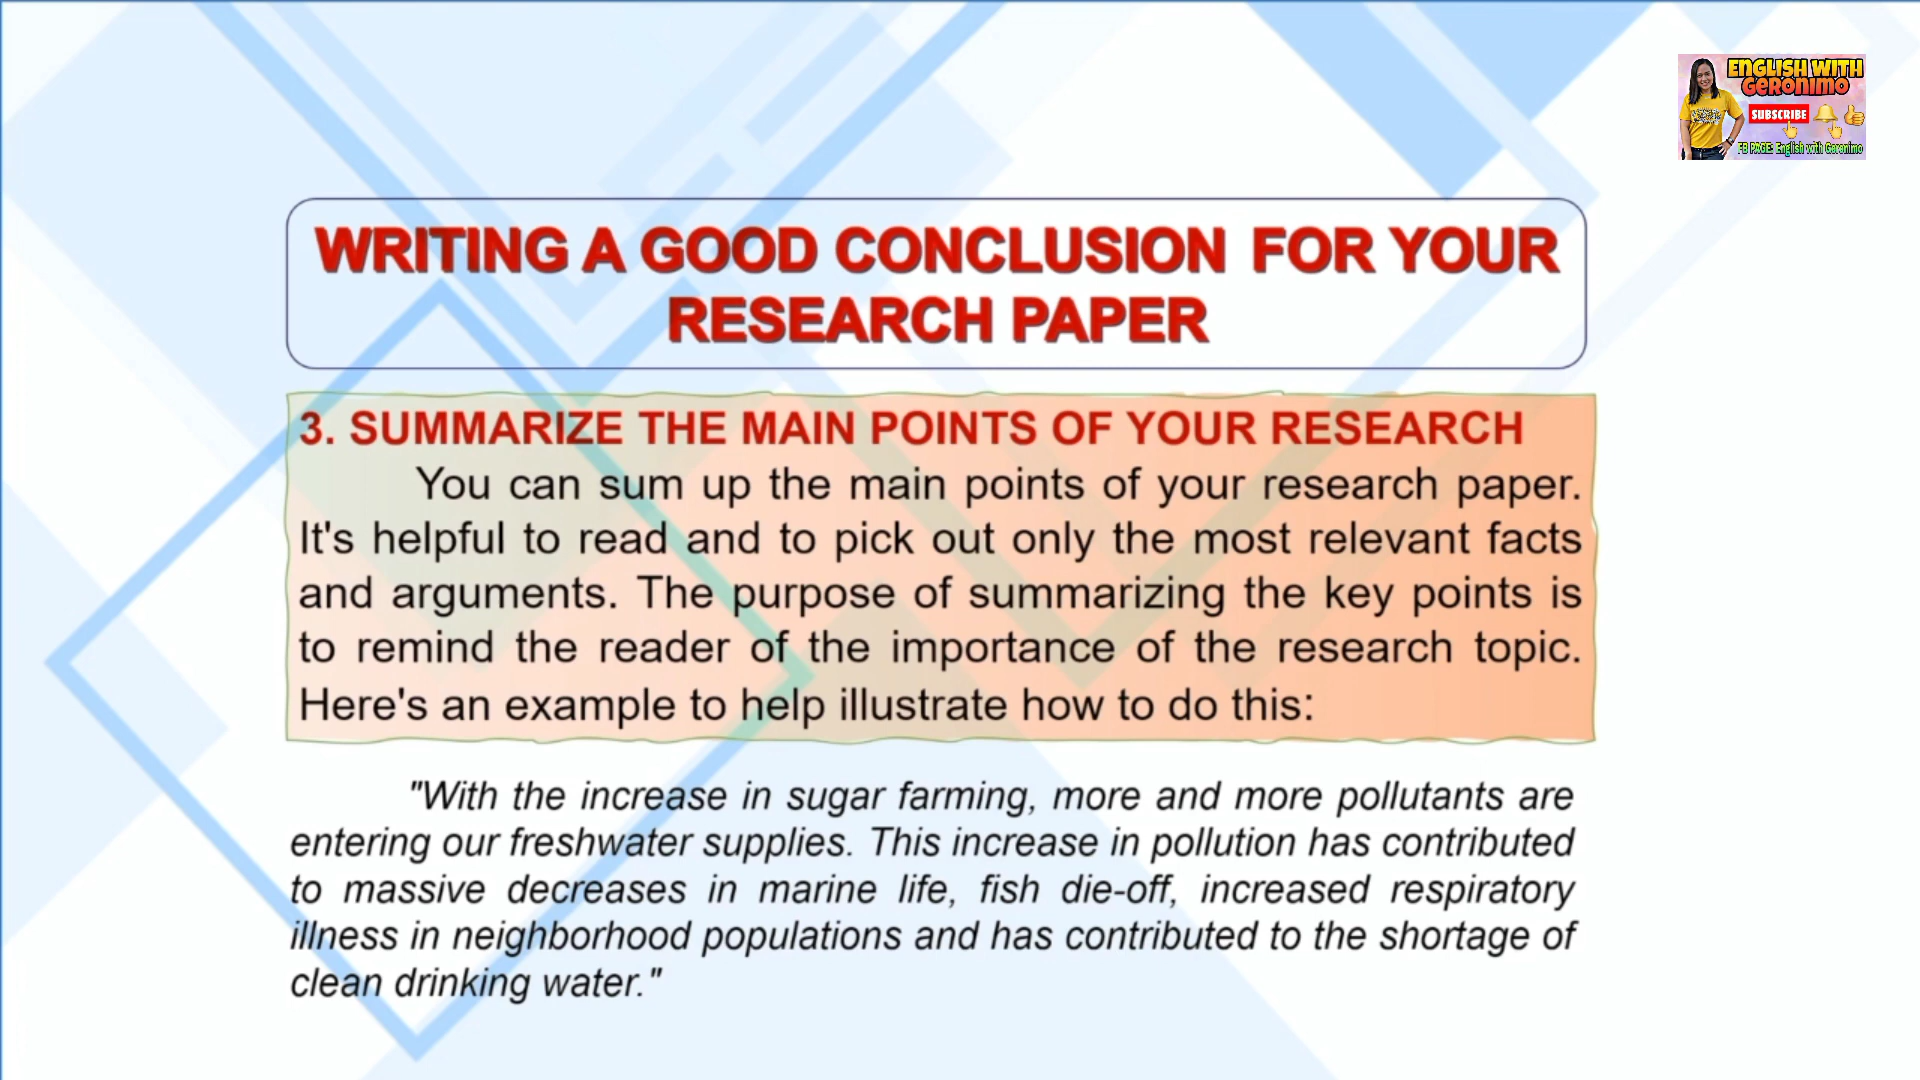 ENGLISH WITH
GERONIMO
SUBSCRIBE
FB PAGE: English with Geronimo
WRITING A GOOD CONCLUSION FOR YOUR
RESEARCH PAPER
3. SUMMARIZE THE MAIN POINTS OF YOUR RESEARCH
You can sum up the main points of your research paper.
It's helpful to read and to pick out only the most relevant facts
and arguments. The purpose of summarizing the key points is
to remind the reader of the importance of the research topic.
Here's an example to help illustrate how to do this:
"With the increase in sugar farming, more and more pollutants are
entering our freshwater supplies. This increase in pollution has contributed
to massive decreases in marine life, fish die-off, increased respiratory
illness in neighborhood populations and has contributed to the shortage of
clean drinking water."